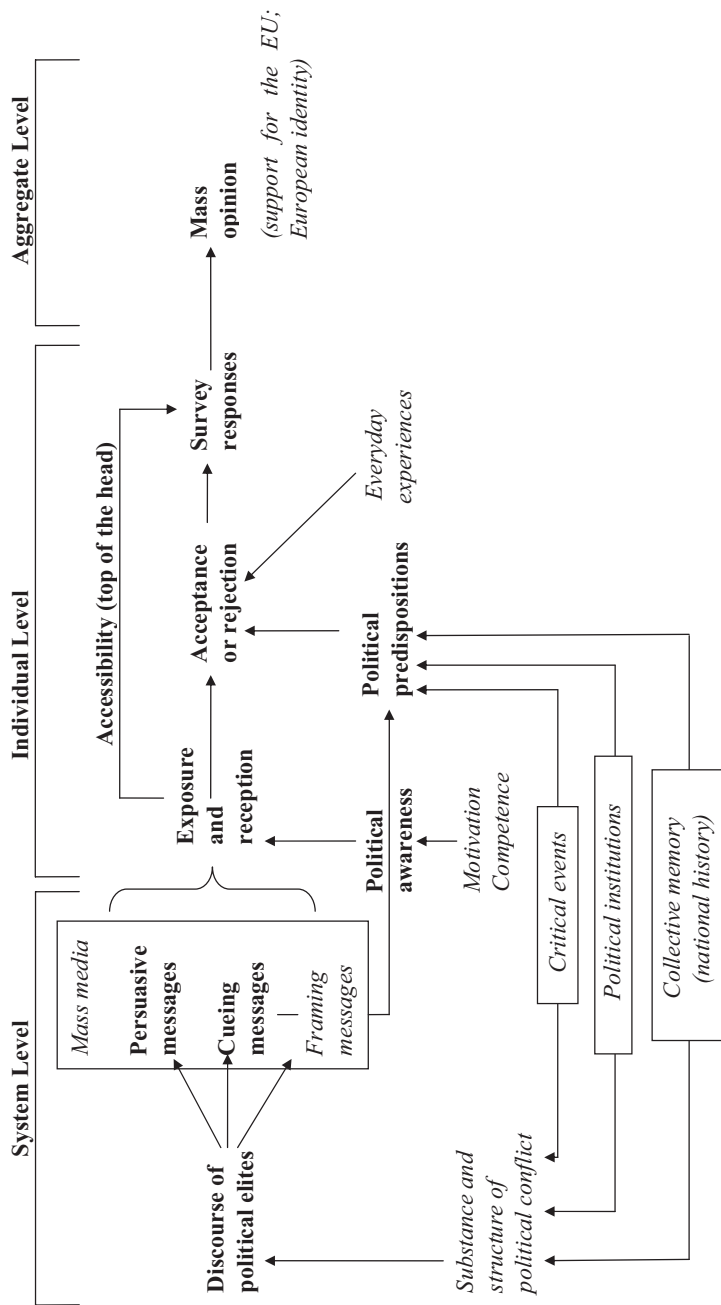 System Level
Individual Level
Aggregate Level
Accessibility (top of the head)
Mass media
Persuasive
messages
Cueing
messages
Framing
messages
Discourse of
political elites
Exposure
and
reception
Acceptance
or rejection
Survey
responses
Mass
opinion
(support for the EU;
European identity)
Everyday
experiences
Political
awareness
Political
predispositions
Motivation
Competence
Substance and
structure of
political conflict
Critical events
Political institutions
Collective memory
(national history)